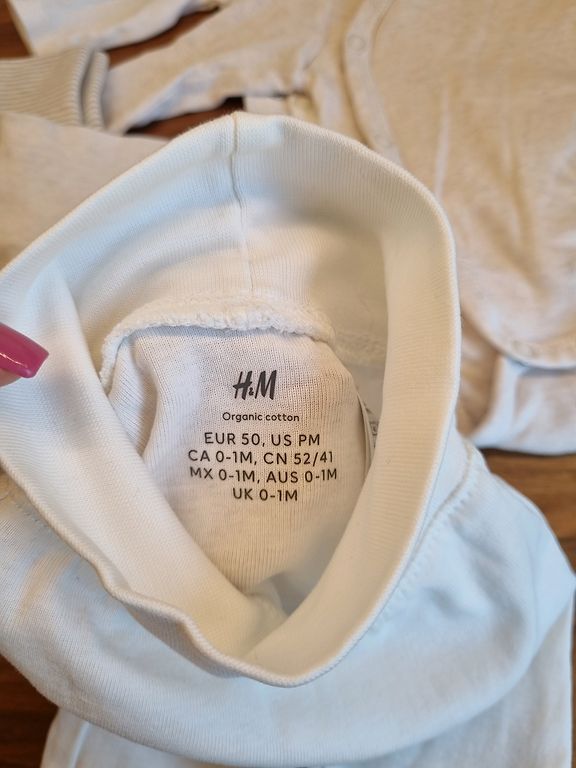 H&M
Organic cotton
EUR 50, US PM
CA 0-1M, CN 52/41
MX 0-1M, AUS 0-1M
UK 0-1M